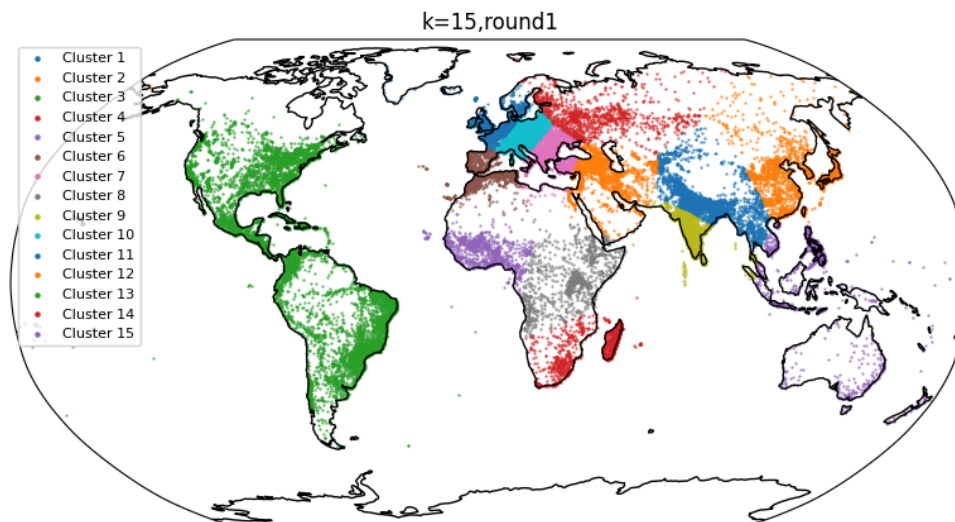 k=15,round1
Cluster 1
Cluster 2
Cluster 3
Cluster 4
Cluster 5
Cluster 6
Cluster 7
Cluster 8
Cluster 9
Cluster 10
Cluster 11
Cluster 12
Cluster 13
Cluster 14
Cluster 15